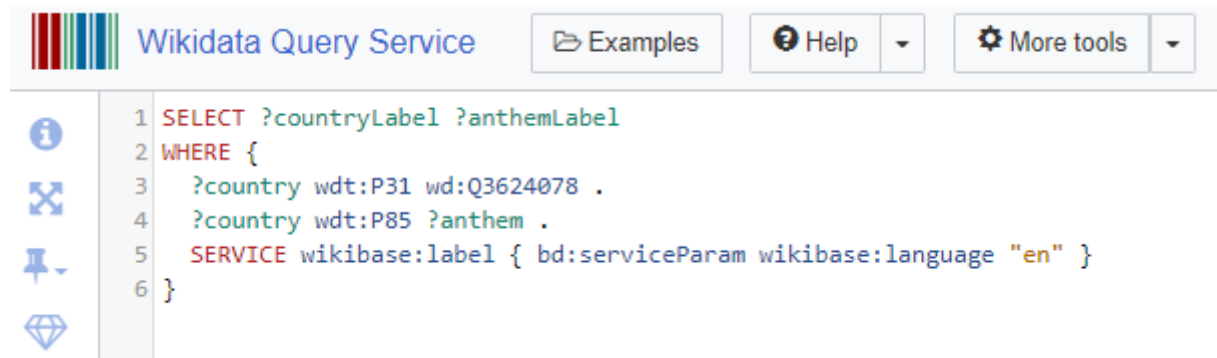 Wikidata Query Service Examples Help More tools
1 SELECT ?countryLabel ?anthemLabel
2 WHERE {
3   ?country wdt:P31 wd:Q3624078 .
4   ?country wdt:P85 ?anthem .
5   SERVICE wikibase:label { bd:serviceParam wikibase:language "en" }
6 }